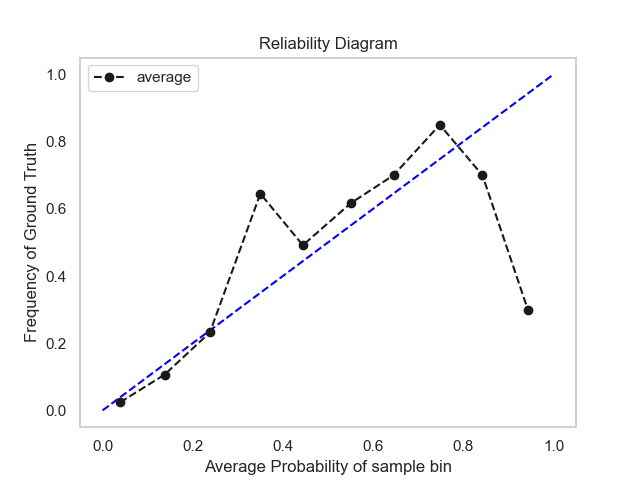 Reliability Diagram
average
Frequency of Ground Truth
1.0
0.8
0.6
0.4
0.2
0.0
0.0 0.2 0.4 0.6 0.8 1.0
Average Probability of sample bin